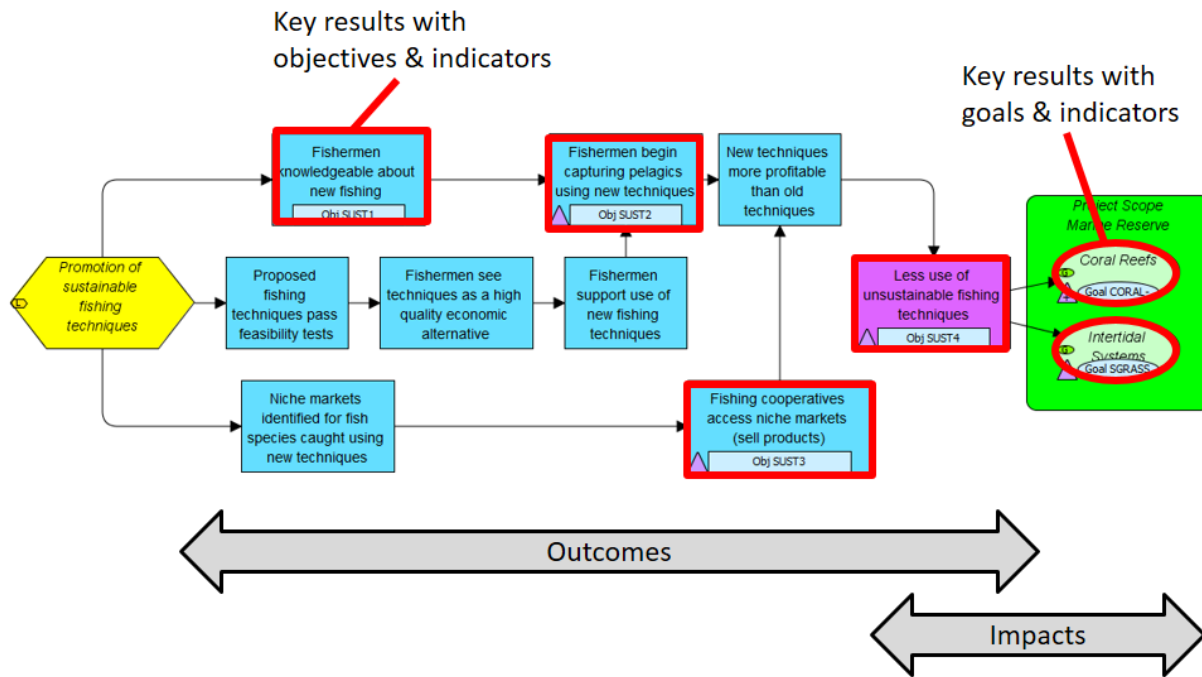 Key results with
objectives & indicators
Key results with
goals & indicators
Fishermen
knowledgeable about
new fishing
Obj SUST1
Fishermen begin
capturing pelagics
using new techniques
Obj SUST2
New techniques
more profitable
than old
techniques
Project Scope
Marine Reserve
Coral Reefs
Goal CORAL-
Promotion of
sustainable
fishing
techniques
Proposed
fishing
techniques pass
feasibility tests
Fishermen see
techniques as a high
quality economic
alternative
Fishermen
support use of
new fishing
techniques
Less use of
unsustainable fishing
techniques
Obj SUST4
Intertidal
Systems
Goal SGRASS
Niche markets
identified for fish
species caught using
new techniques
Fishing cooperatives
access niche markets
(sell products)
Obj SUST3
Outcomes
Impacts